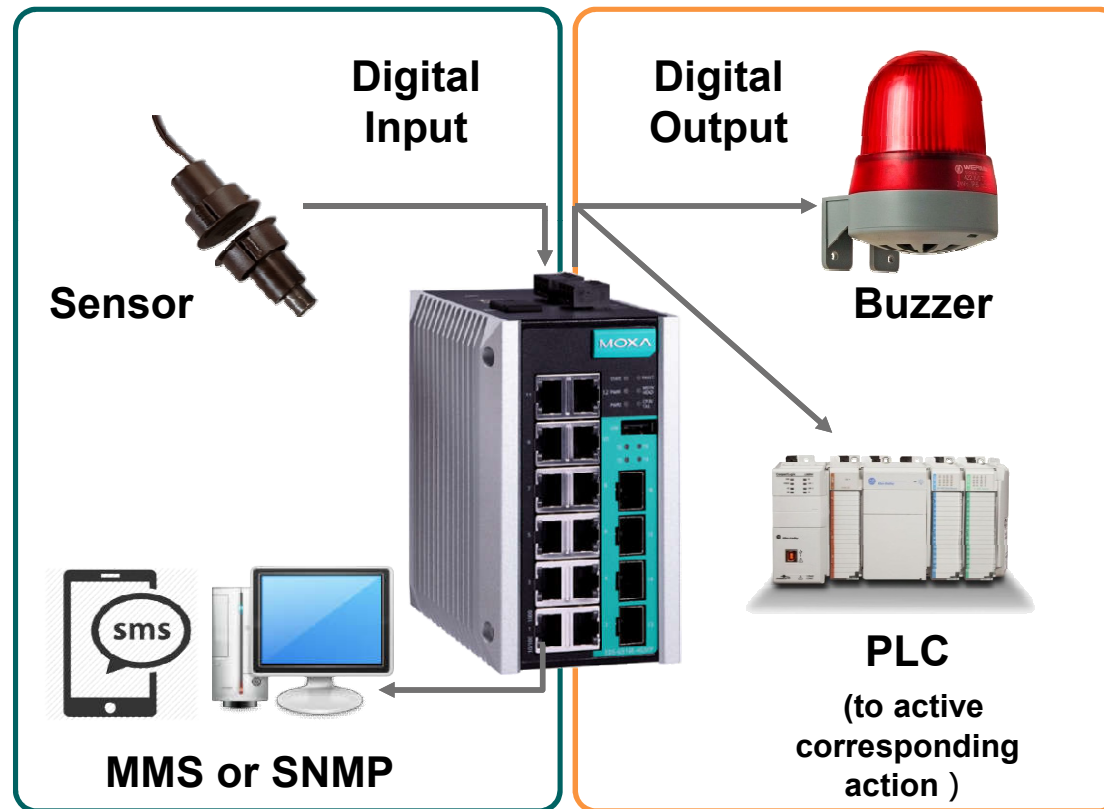 Digital
Input
Digital
Output
Sensor
Buzzer
MOXA
sms
MMS or SNMP
PLC
(to active
corresponding
action )